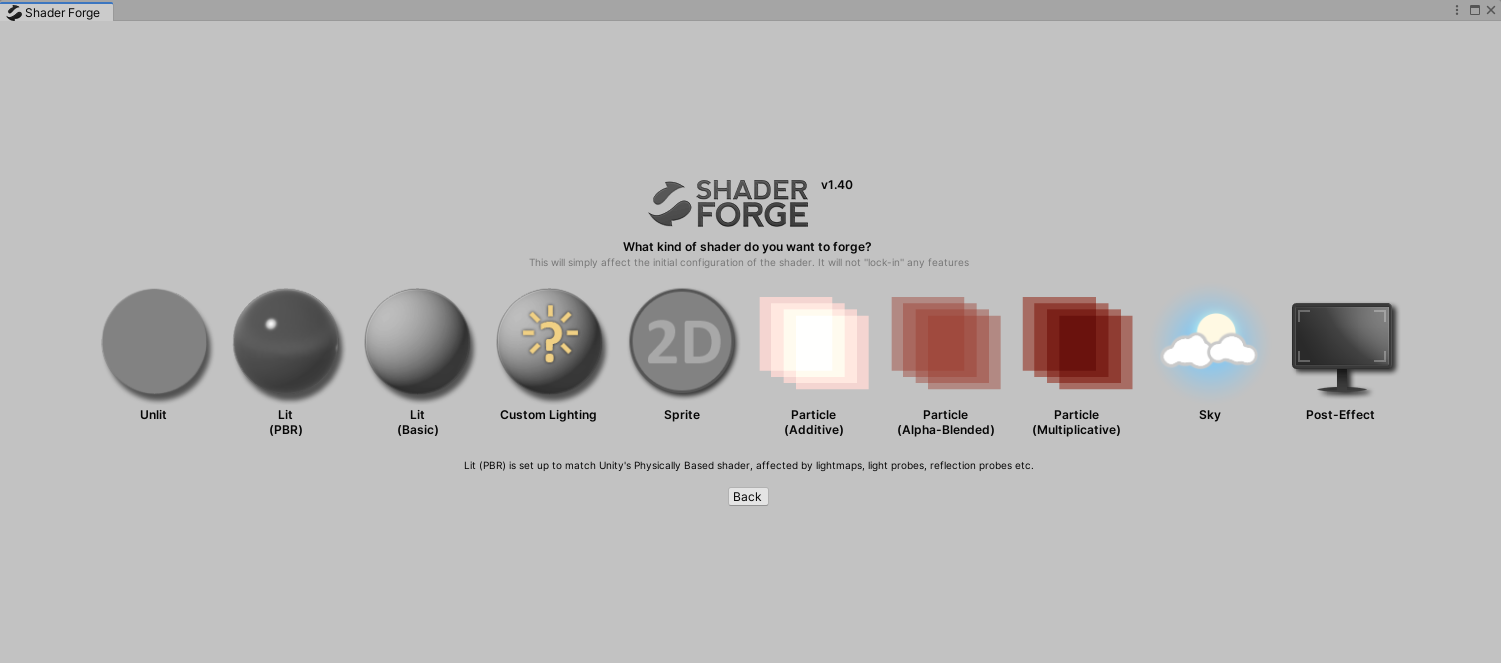 Shader Forge
SHADER
FORGE
v1.40
What kind of shader do you want to forge?
This will simply affect the initial configuration of the shader. It will not "lock-in" any features
2D
Unlit
Lit
(PBR)
Lit
(Basic)
Custom Lighting
Sprite
Particle
(Additive)
Particle
(Alpha-Blended)
Particle
(Multiplicative)
Sky
Post-Effect
Lit (PBR) is set up to match Unity's Physically Based shader, affected by lightmaps, light probes, reflection probes etc.
Back